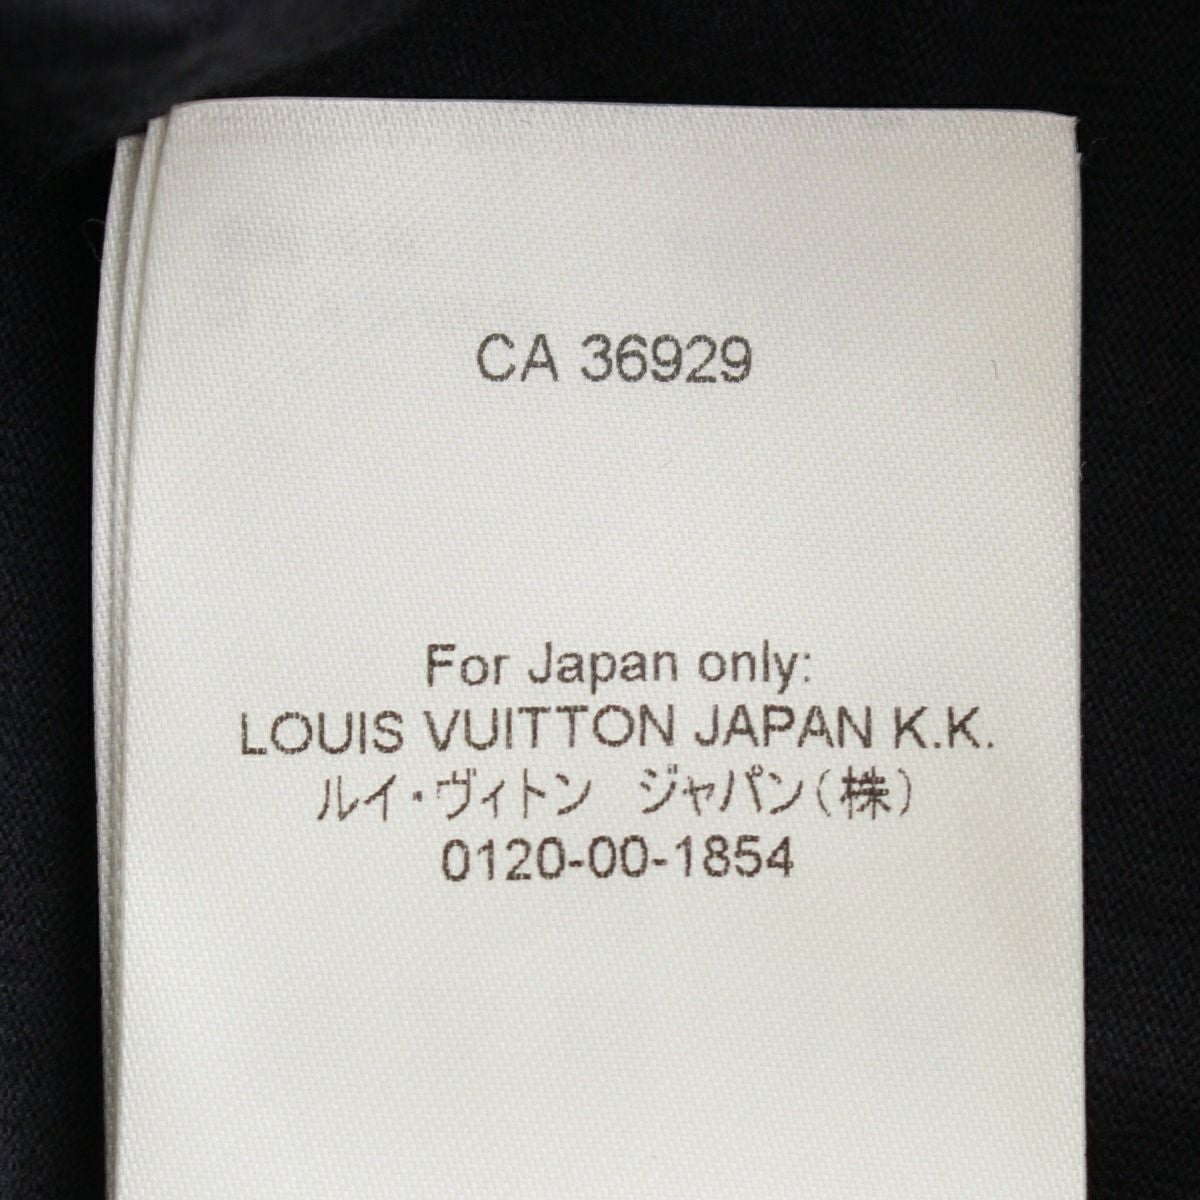 CA 36929
For Japan only:
LOUIS VUITTON JAPAN K.K.
ルイ・ヴィトン　ジャパン(株)
0120-00-1854